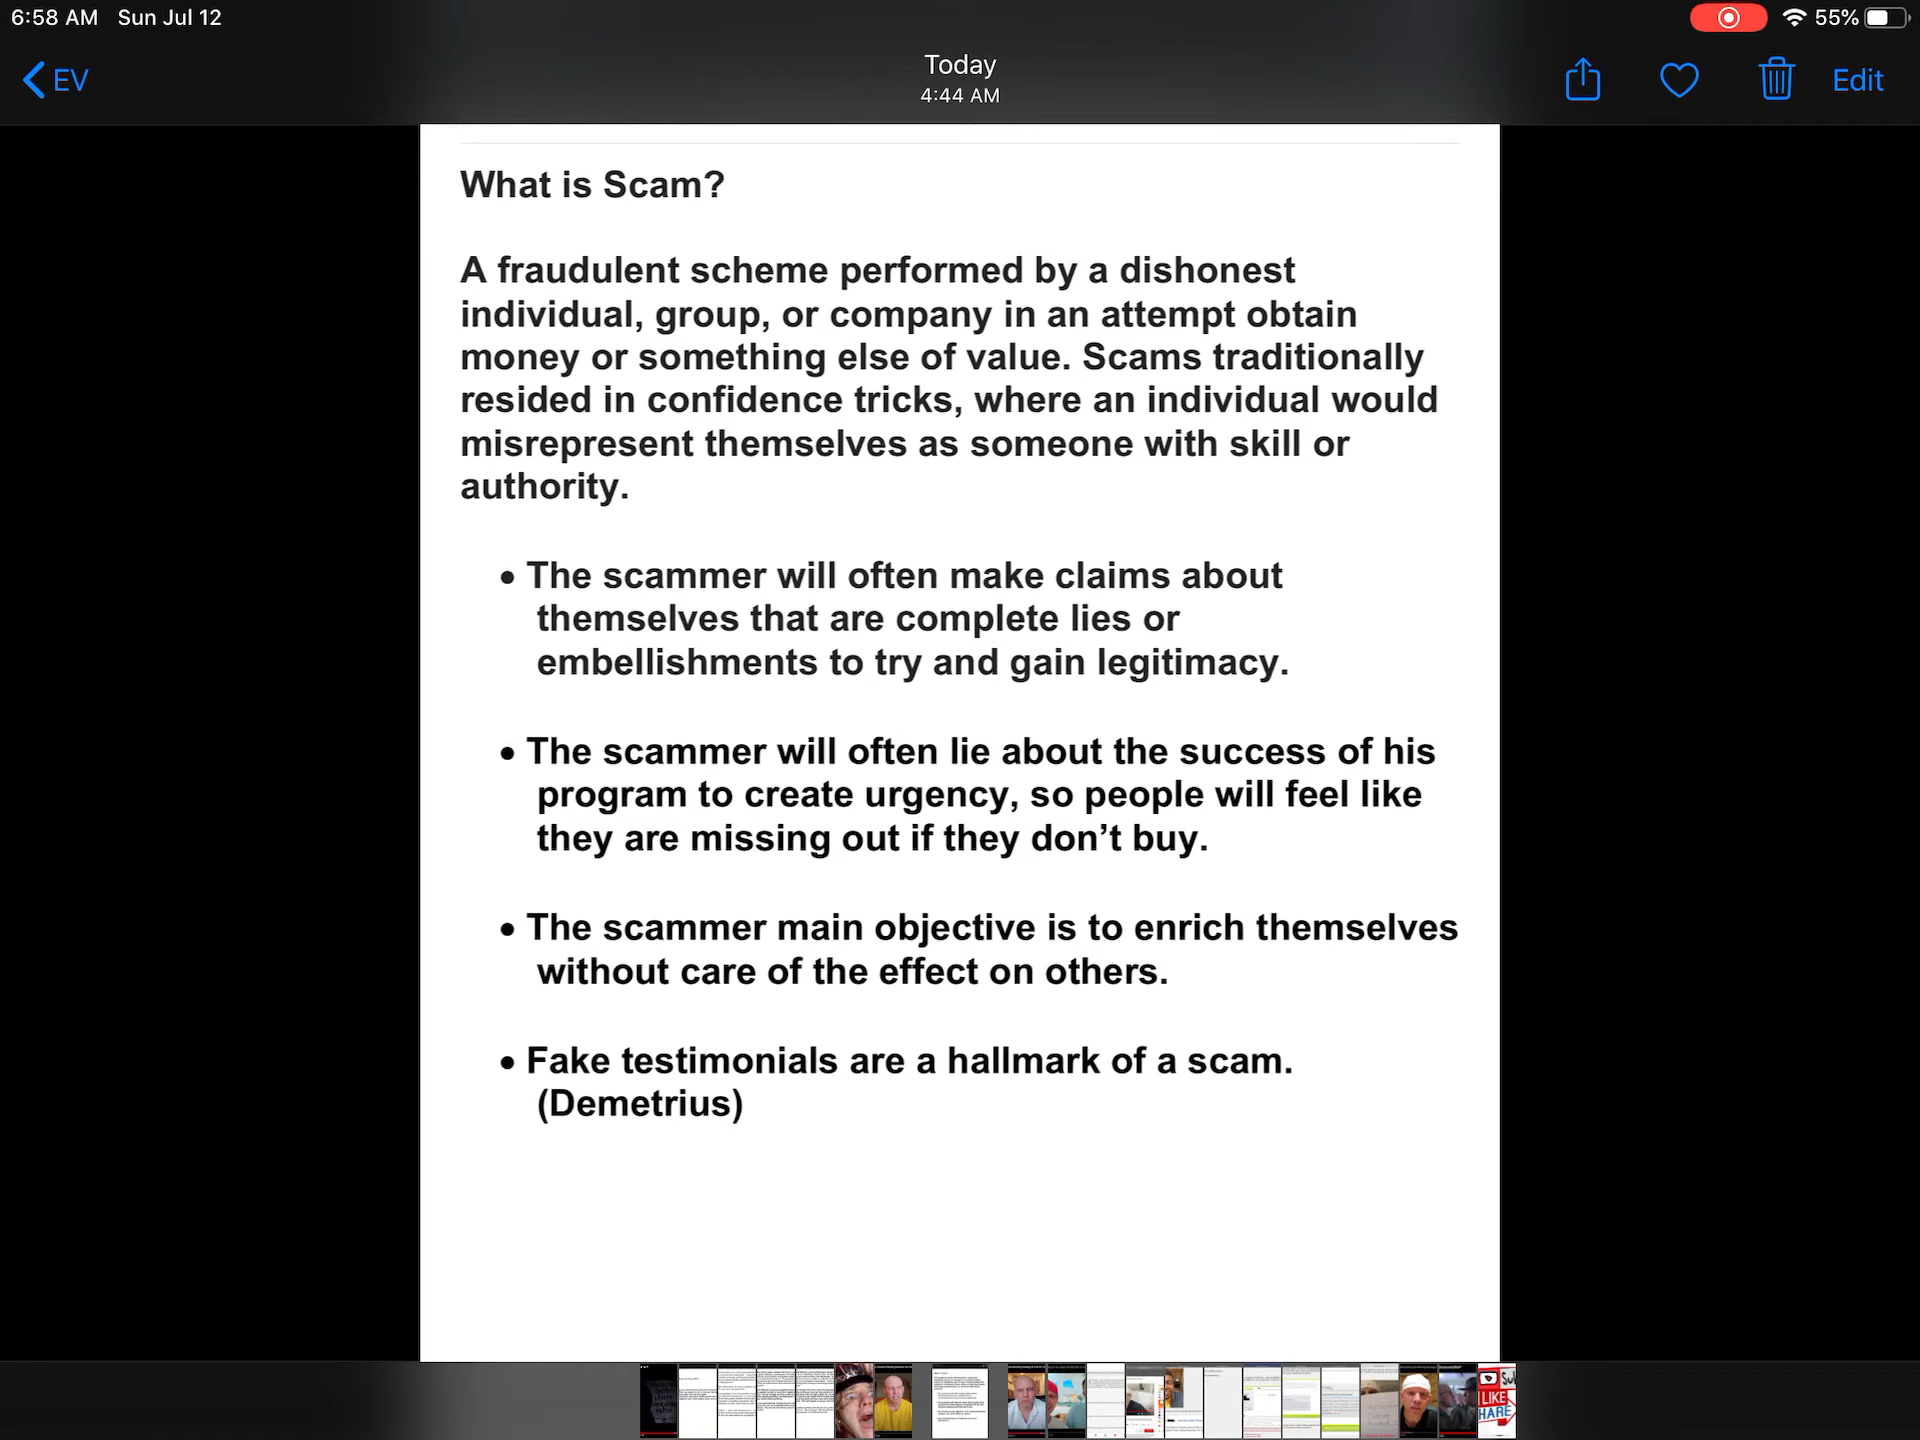 6:58 AM Sun Jul 12
55%
EV
Today
4:44 AM
Edit
What is Scam?
A fraudulent scheme performed by a dishonest
individual, group, or company in an attempt obtain
money or something else of value. Scams traditionally
resided in confidence tricks, where an individual would
misrepresent themselves as someone with skill or
authority.
• The scammer will often make claims about
themselves that are complete lies or
embellishments to try and gain legitimacy.
• The scammer will often lie about the success of his
program to create urgency, so people will feel like
they are missing out if they don’t buy.
• The scammer main objective is to enrich themselves
without care of the effect on others.
• Fake testimonials are a hallmark of a scam.
(Demetrius)
LIKE